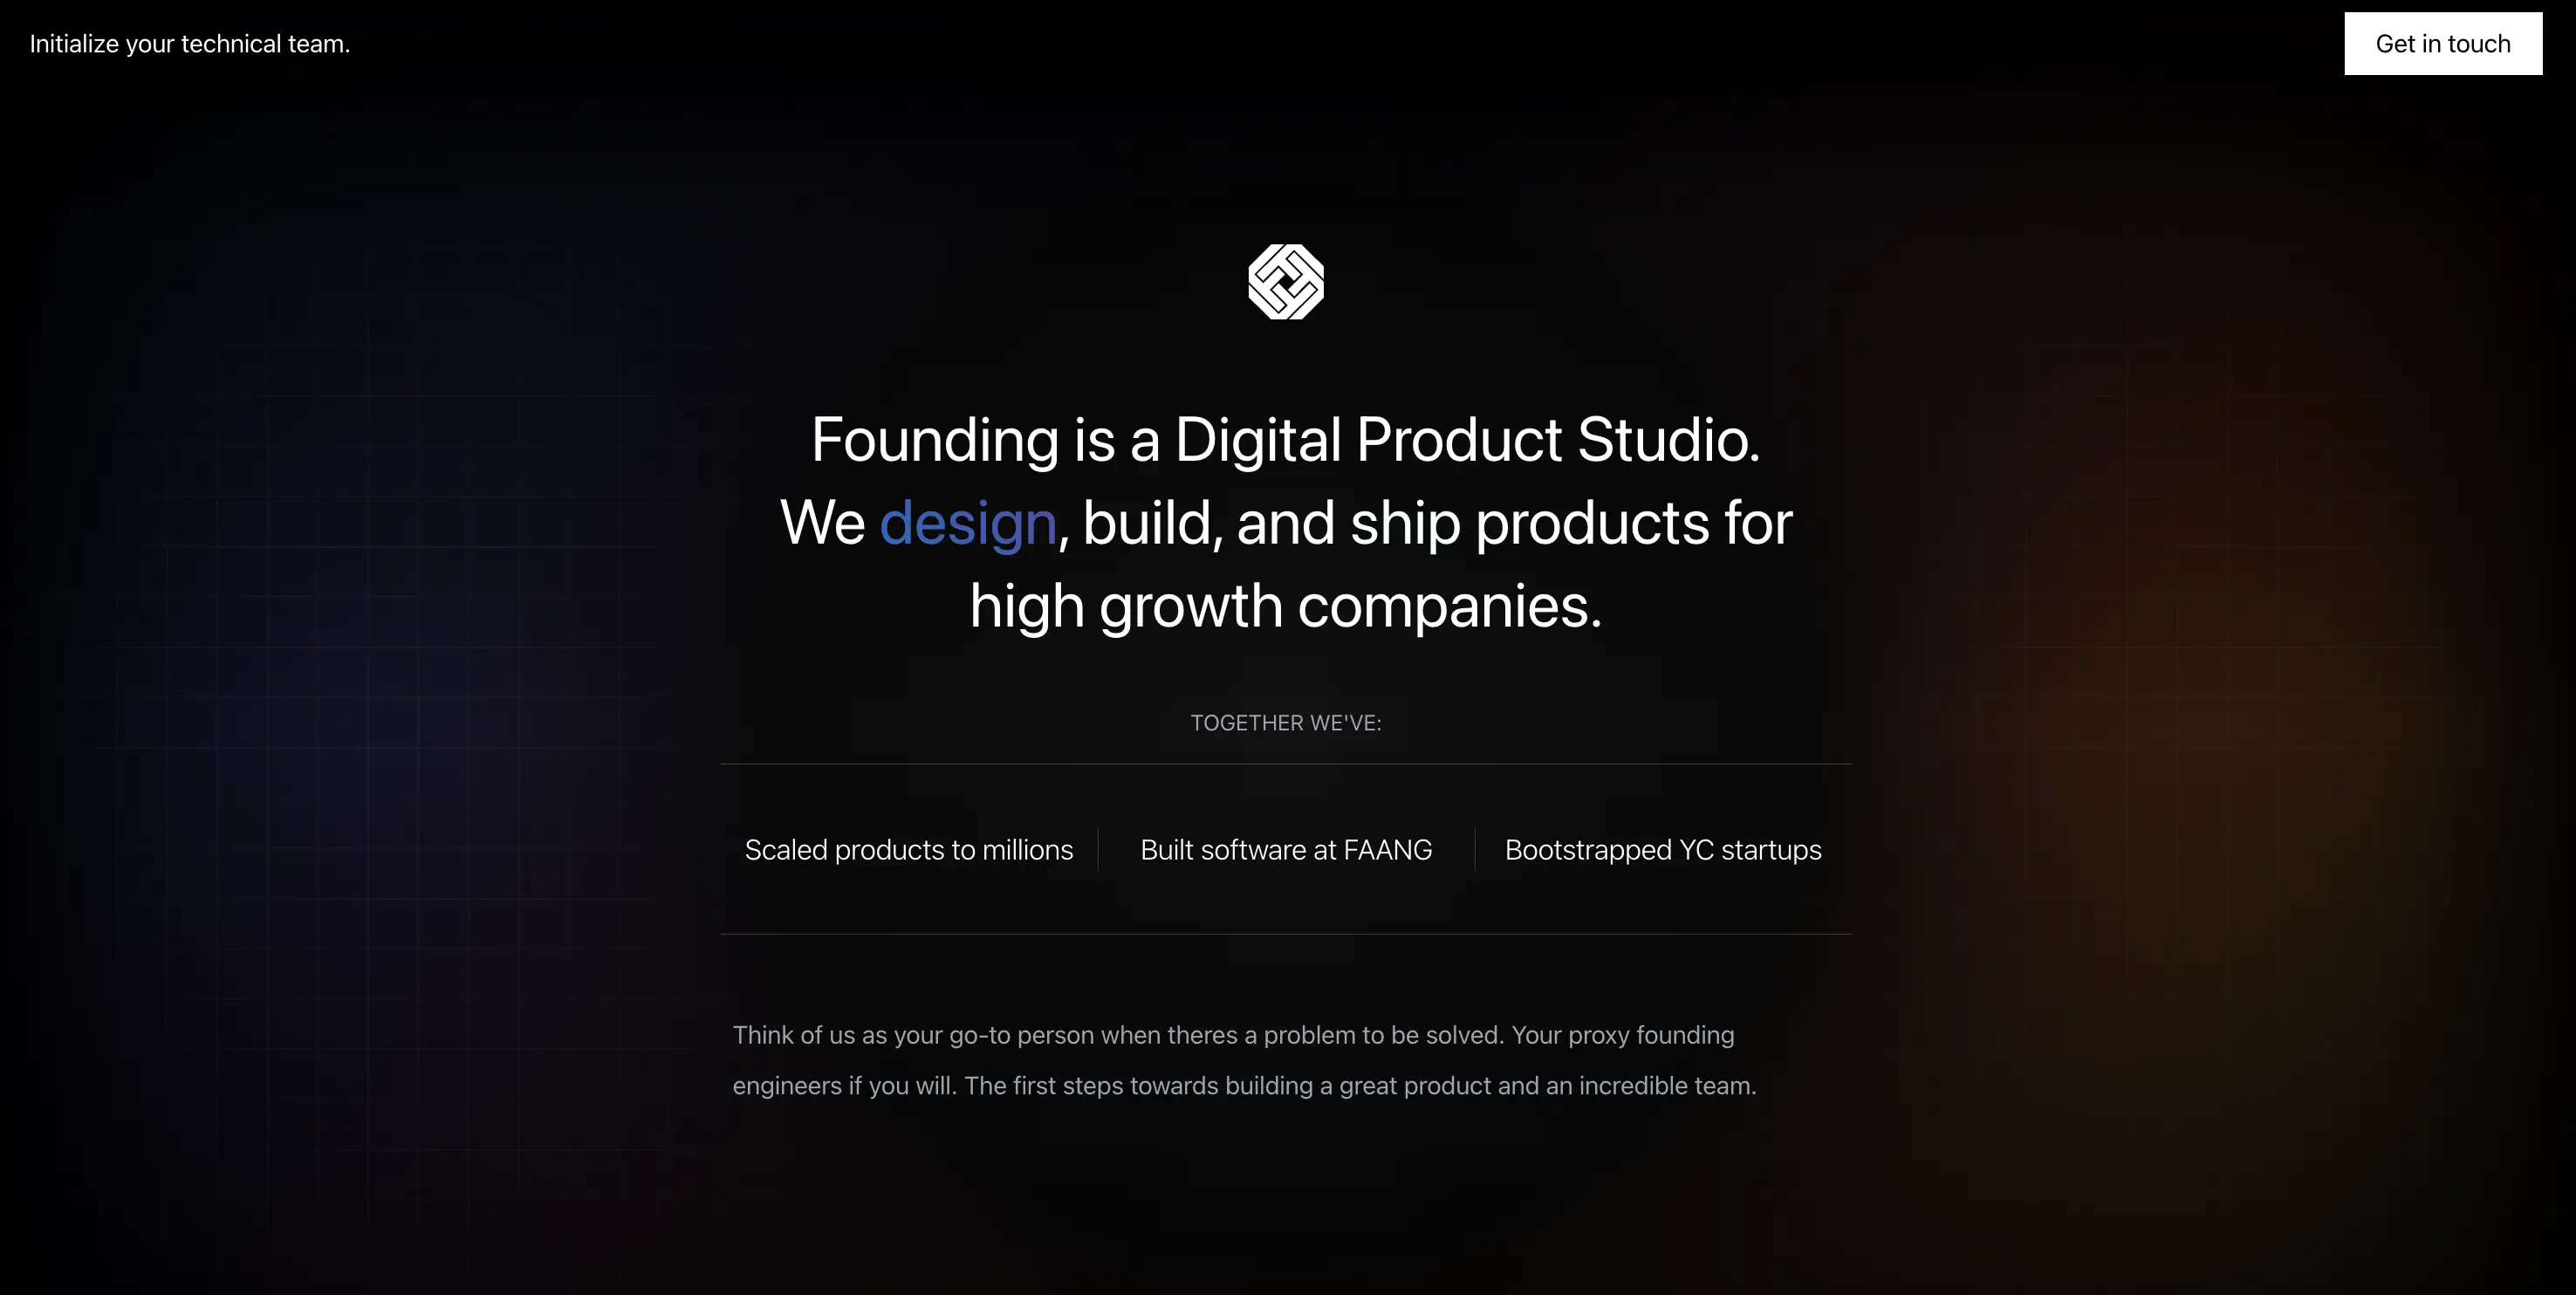 Initialize your technical team.
Get in touch
Founding is a Digital Product Studio.
We design, build, and ship products for
high growth companies.
TOGETHER WE'VE:
Scaled products to millions
Built software at FAANG
Bootstrapped YC startups
Think of us as your go-to person when theres a problem to be solved. Your proxy founding
engineers if you will. The first steps towards building a great product and an incredible team.